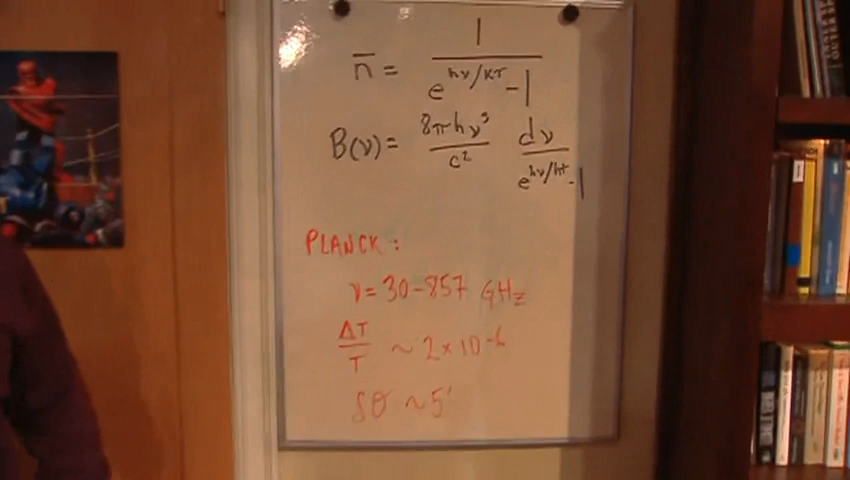 n̅ = 1 / (e^(hν/kT) - 1)
B(ν) = 8πhν³ / c² dν / (e^(hν/kT) - 1)
PLANCK:
ν = 30-857 GHz
ΔT / T ~ 2 × 10^-6
δθ ~ 5'